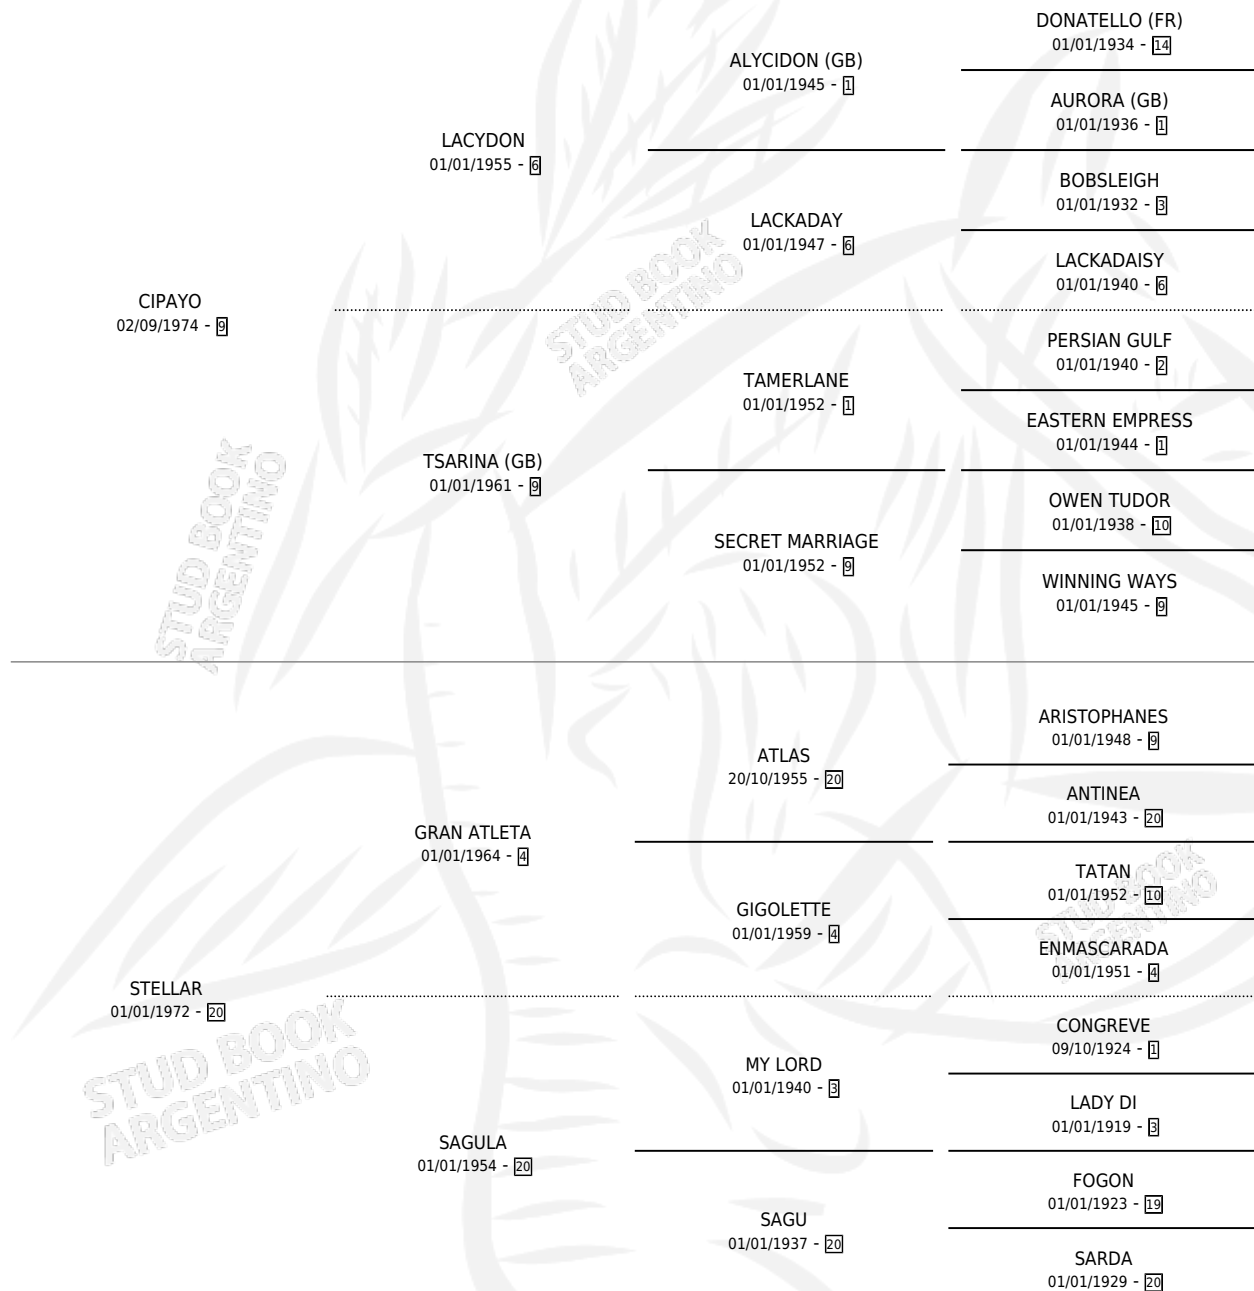 DONATELLO (FR)
01/01/1934 - 14
ALYCIDON (GB)
01/01/1945 - 1
AURORA (GB)
01/01/1936 - 1
LACYDON
01/01/1955 - 6
BOBSLEIGH
01/01/1932 - 3
LACKADAY
01/01/1947 - 6
LACKADAISY
01/01/1940 - 6
CIPAYO
02/09/1974 - 9
PERSIAN GULF
01/01/1940 - 2
TAMERLANE
01/01/1952 - 1
EASTERN EMPRESS
01/01/1944 - 1
TSARINA (GB)
01/01/1961 - 9
OWEN TUDOR
01/01/1938 - 10
SECRET MARRIAGE
01/01/1952 - 9
WINNING WAYS
01/01/1945 - 9
ARISTOPHANES
01/01/1948 - 9
ATLAS
20/10/1955 - 20
ANTINEA
01/01/1943 - 20
GRAN ATLETA
01/01/1964 - 4
TATAN
01/01/1952 - 10
GIGOLETTE
01/01/1959 - 4
ENMASCARADA
01/01/1951 - 4
STELLAR
01/01/1972 - 20
CONGREVE
09/10/1924 - 1
MY LORD
01/01/1940 - 3
LADY DI
01/01/1919 - 3
SAGULA
01/01/1954 - 20
FOGON
01/01/1923 - 19
SAGU
01/01/1937 - 20
SARDA
01/01/1929 - 20
STUD BOOK
ARGENTINO
STUD BOOK
ARGENTINO
STUD BOOK
ARGENTINO
STUD BOOK
ARGENTINO